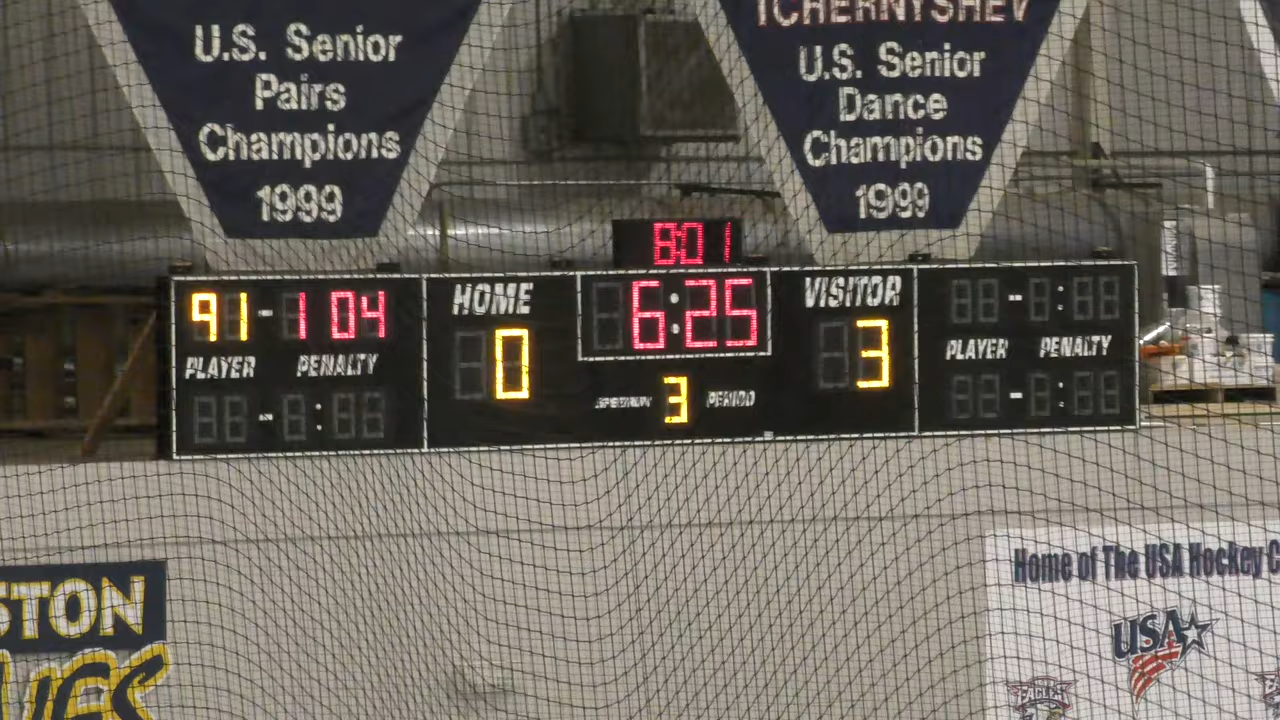 U.S. Senior
Pairs
Champions
1999
TCHERNYSHEV
U.S. Senior
Dance
Champions
1999
8:01
91 - 1 04
PLAYER PENALTY
HOME
0
6:25
3 PERIOD
VISITOR
3
PLAYER PENALTY
STON
Home of The USA Hockey C
USA
EAGLES